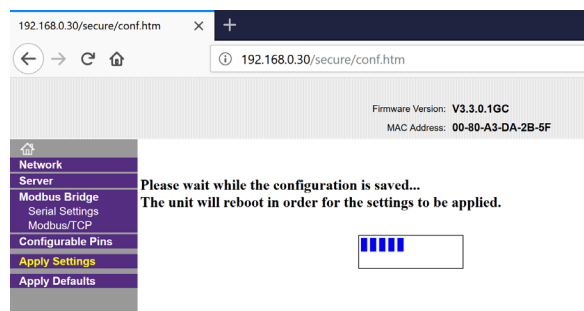 192.168.0.30/secure/conf.htm
192.168.0.30/secure/conf.htm
Firmware Version: V3.3.0.1GC
MAC Address: 00-80-A3-DA-2B-5F
Network
Server
Modbus Bridge
Serial Settings
Modbus/TCP
Configurable Pins
Apply Settings
Apply Defaults
Please wait while the configuration is saved...
The unit will reboot in order for the settings to be applied.